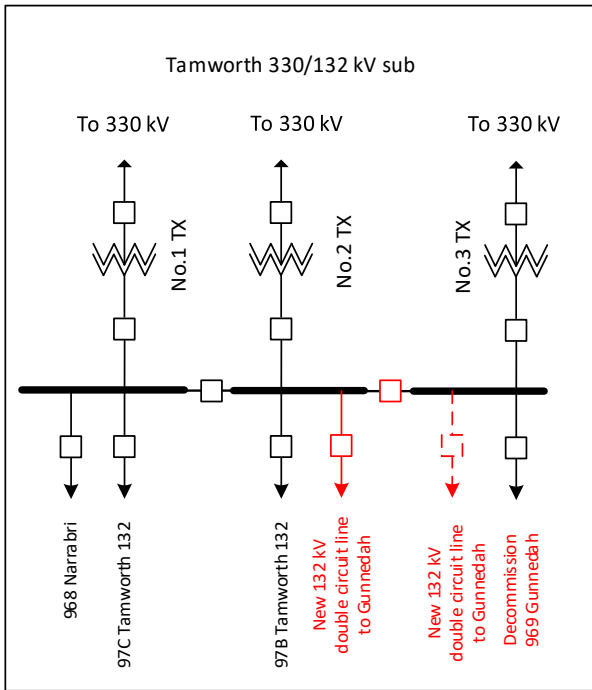 Tamworth 330/132 kV sub
To 330 kV
To 330 kV
To 330 kV
No.1 TX
No.2 TX
No.3 TX
968 Narrabri
97C Tamworth 132
97B Tamworth 132
New 132 kV
double circuit line
to Gunnedah
New 132 kV
double circuit line
to Gunnedah
Decommission
969 Gunnedah